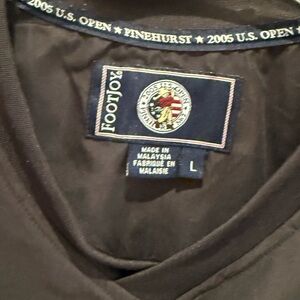 2005 U.S. OPEN ★ PINEHURST ★ 2005 U.S. OPEN
FOOTJOY
MADE IN
MALAYSIA
FABRIQUÉ EN
MALAISIE
L